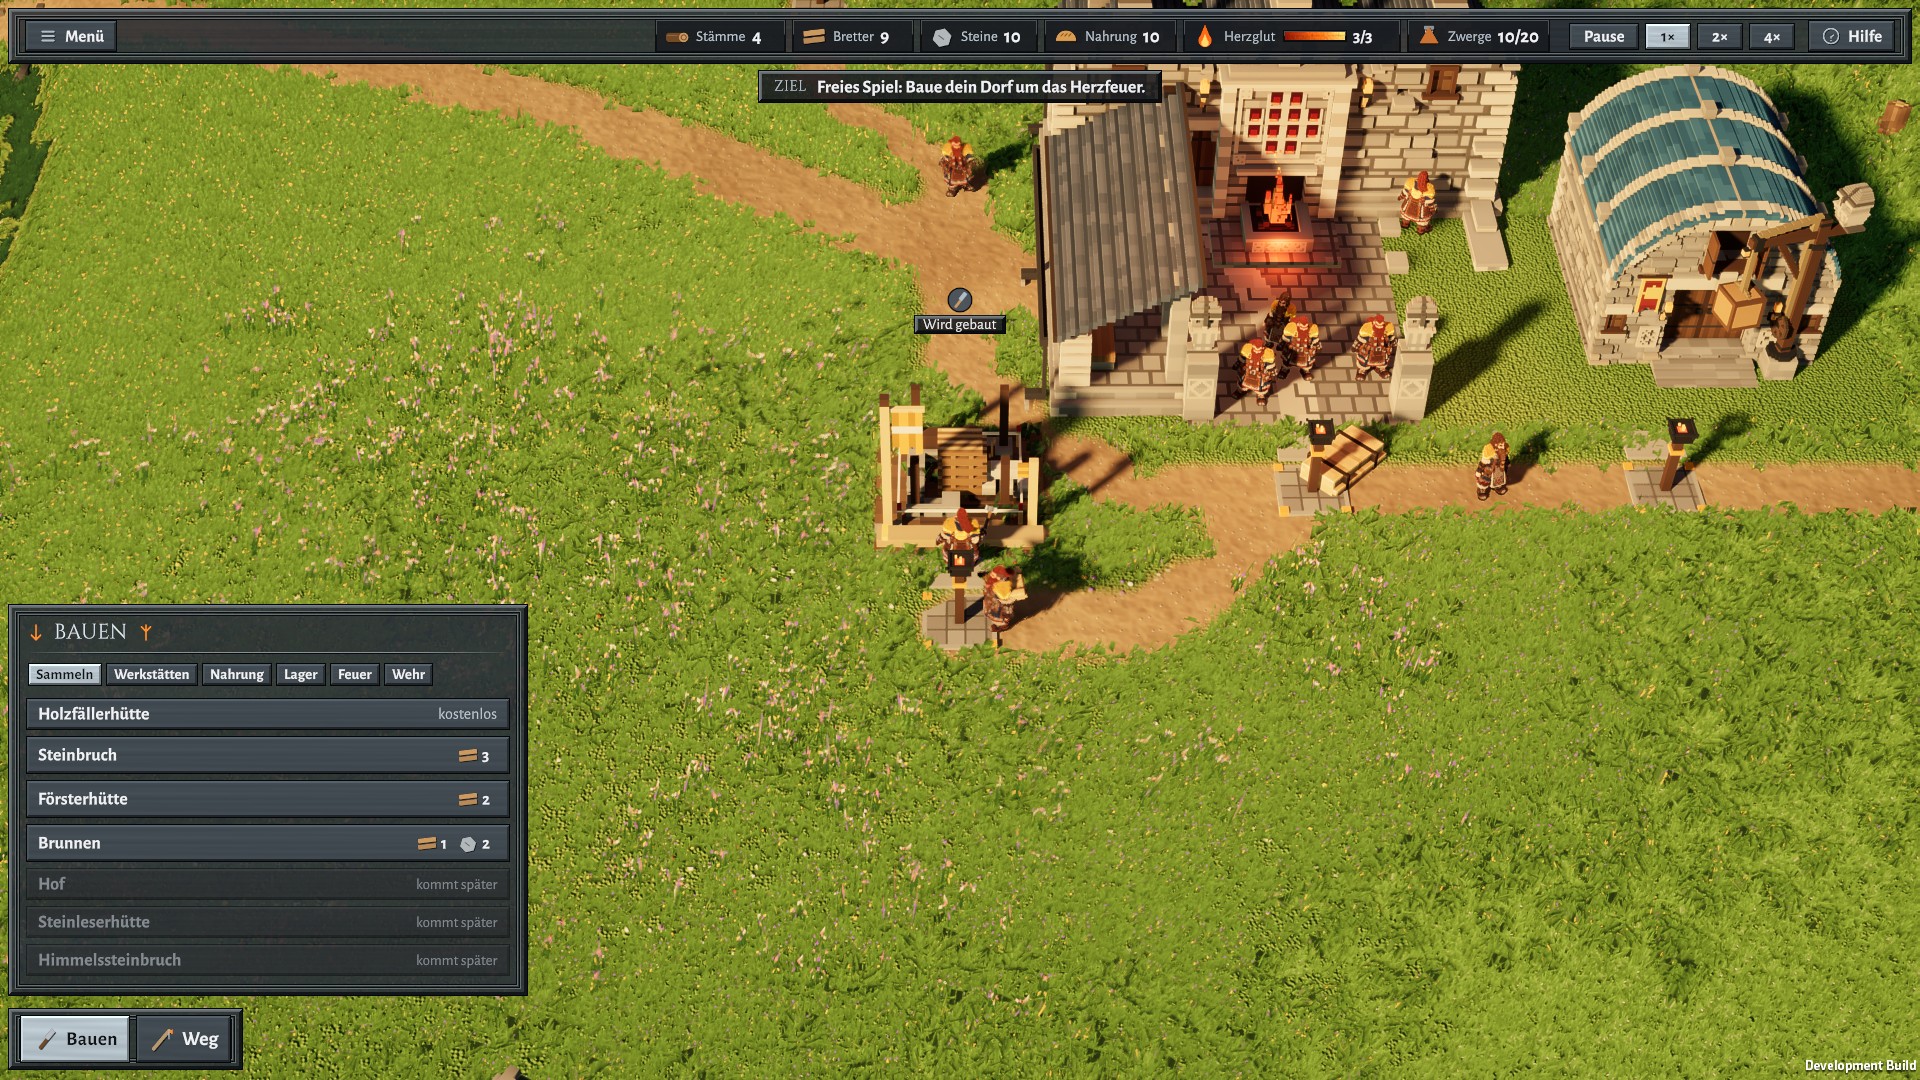 Menü
Stämme 4
Bretter 9
Steine 10
Nahrung 10
Herzglut 3/3
Zwerge 10/20
Pause
1×
2×
4×
Hilfe
ZIEL Freies Spiel: Baue dein Dorf um das Herzfeuer.
Wird gebaut
BAUEN
Sammeln
Werkstätten
Nahrung
Lager
Feuer
Wehr
Holzfällerhütte kostenlos
Steinbruch 3
Försterhütte 2
Brunnen 1 2
Hof kommt später
Steinleserhütte kommt später
Himmelssteinbruch kommt später
Bauen
Weg
Development Build